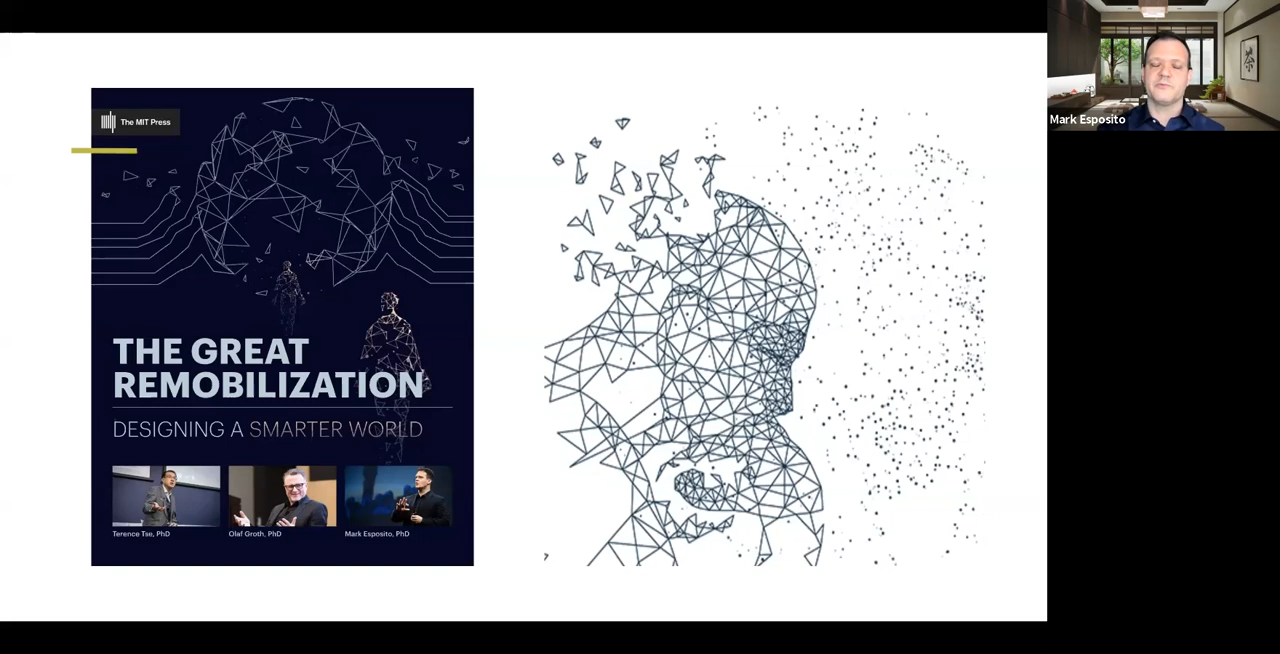 The MIT Press
THE GREAT
REMOBILIZATION
DESIGNING A SMARTER WORLD
Terence Tse, PhD
Olaf Groth, PhD
Mark Esposito, PhD
Mark Esposito
茶